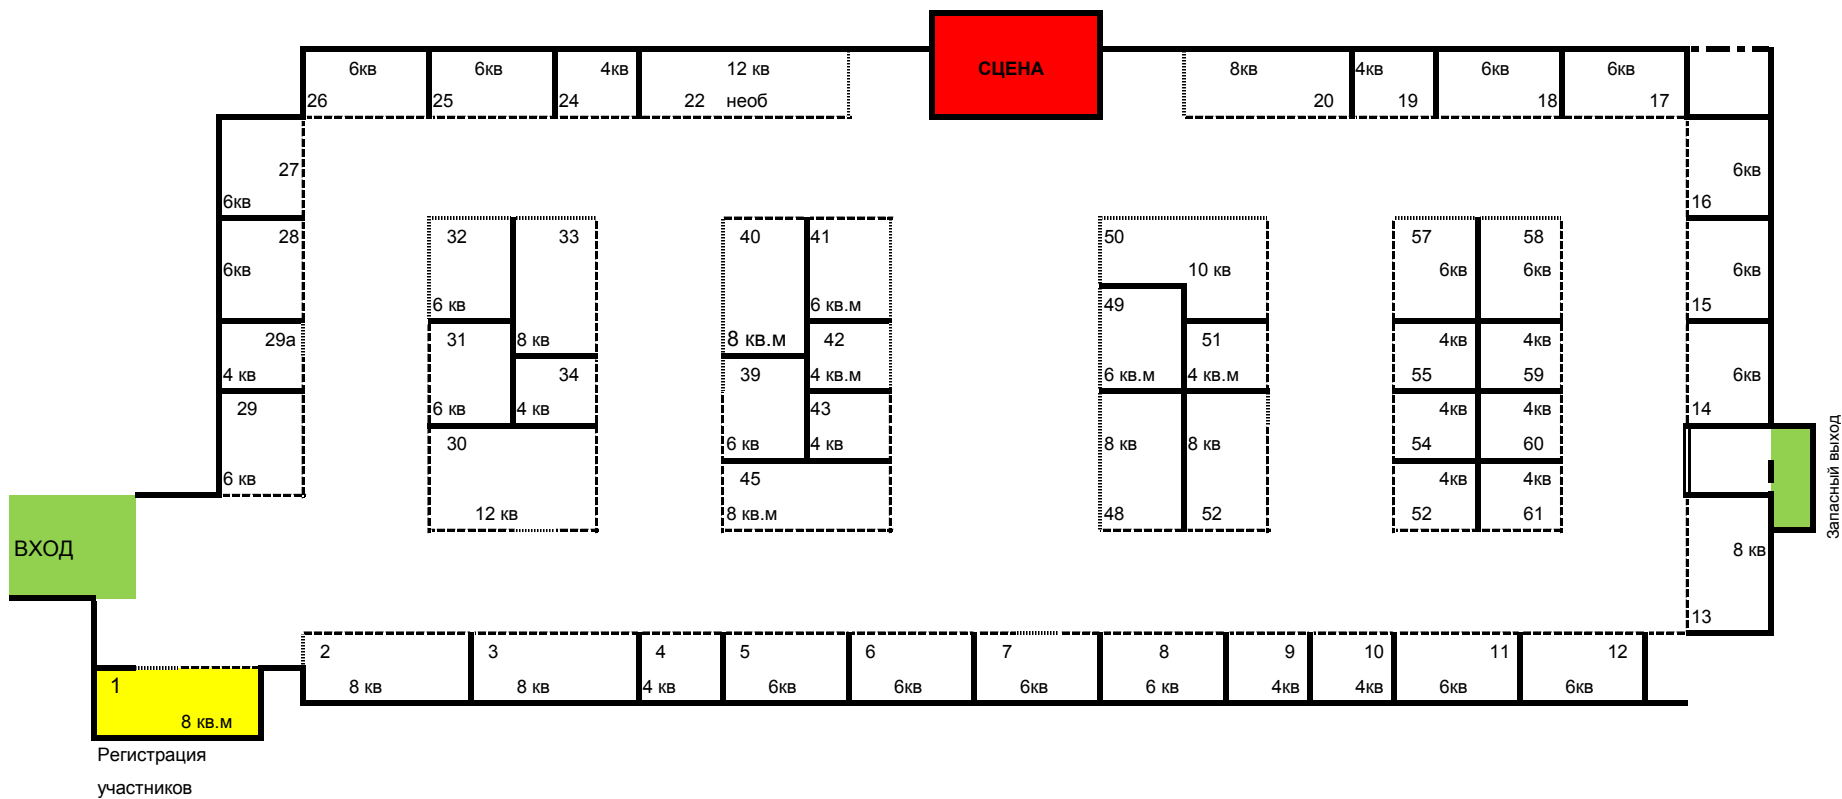 6кв 6кв 4кв 12 кв СЦЕНА 8кв 4кв 6кв 6кв
26 25 24 22 необ 20 19 18 17
27 6кв
6кв 16
28 32 33 40 41 50 57 58
6кв 10 кв 6кв 6кв 6кв
6 кв 6 кв.м 49 15
29а 31 8 кв 8 кв.м 42 51 4кв 4кв
4 кв 34 39 4 кв.м 6 кв.м 4 кв.м 55 59 6кв
29 6 кв 4 кв 43 4кв 4кв 14
30 6 кв 4 кв 8 кв 8 кв 54 60
6 кв 45 4кв 4кв
12 кв 8 кв.м 48 52 52 61
Запасный выход
ВХОД 8 кв
13
2 3 4 5 6 7 8 9 10 11 12
1 8 кв 8 кв 4 кв 6кв 6кв 6кв 6 кв 4кв 4кв 6кв 6кв
8 кв.м
Регистрация
участников